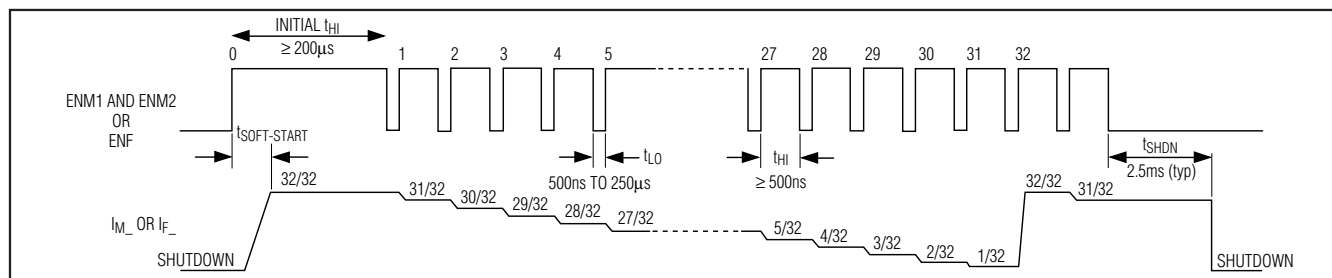 INITIAL tHI
≥ 200µs
0 1 2 3 4 5 27 28 29 30 31 32
ENM1 AND ENM2
OR
ENF
tSOFT-START
tLO
500ns TO 250µs
tHI
≥ 500ns
tSHDN
2.5ms (typ)
32/32 31/32 30/32 29/32 28/32 27/32 5/32 4/32 3/32 2/32 1/32 32/32 31/32
IM_ OR IF_
SHUTDOWN SHUTDOWN